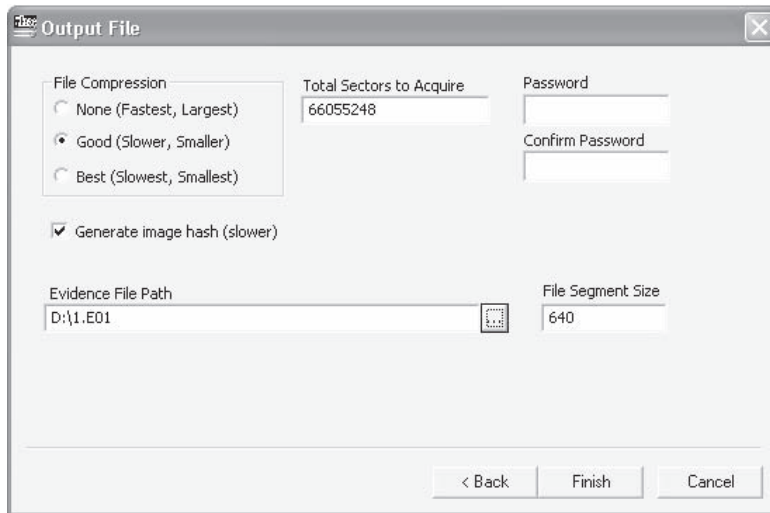 Output File
File Compression
None (Fastest, Largest)
Good (Slower, Smaller)
Best (Slowest, Smallest)
Total Sectors to Acquire
66055248
Password
Confirm Password
Generate image hash (slower)
Evidence File Path
D:\1.E01
...
File Segment Size
640
< Back
Finish
Cancel